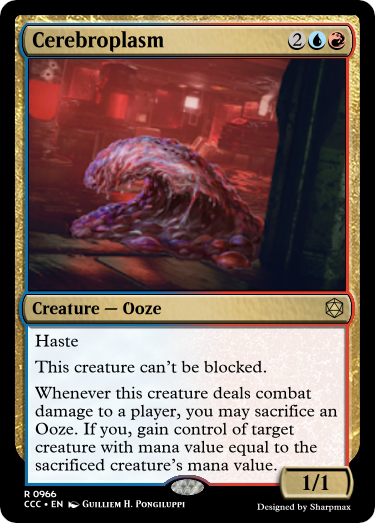 Cerebroplasm 2
Creature — Ooze
Haste
This creature can't be blocked.
Whenever this creature deals combat
damage to a player, you may sacrifice an
Ooze. If you, gain control of target
creature with mana value equal to the
sacrificed creature's mana value.
1/1
R 0966
CCC • EN Guilliem H. Pongiluppi
Designed by Sharpmax